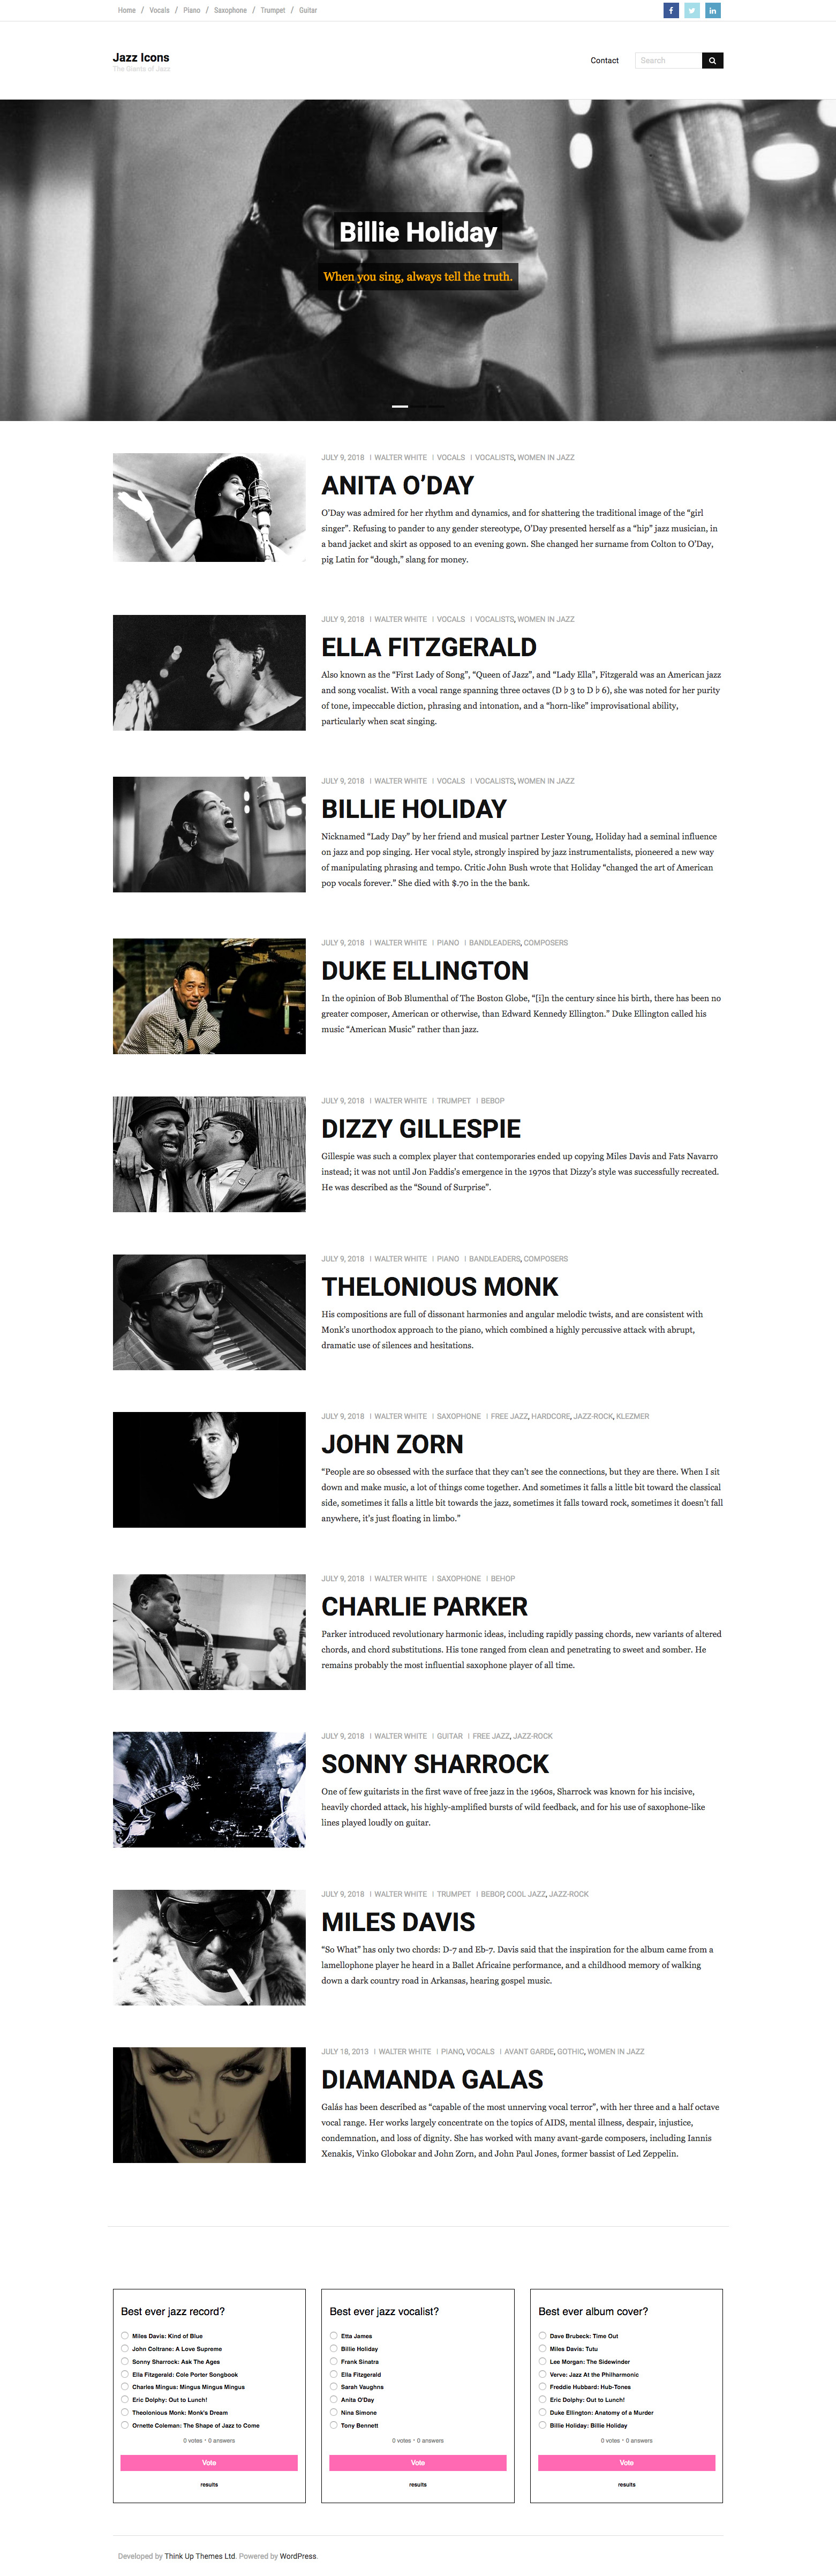 Home / Vocals / Piano / Saxophone / Trumpet / Guitar
Jazz Icons
The Giants of Jazz
Contact
Search
Billie Holiday
When you sing, always tell the truth.
JULY 9, 2018 | WALTER WHITE | VOCALS | VOCALISTS, WOMEN IN JAZZ
ANITA O’DAY
O’Day was admired for her rhythm and dynamics, and for shattering the traditional image of the “girl
singer”. Refusing to pander to any gender stereotype, O’Day presented herself as a “hip” jazz musician, in
a band jacket and skirt as opposed to an evening gown. She changed her surname from Colton to O’Day,
pig Latin for “dough,” slang for money.
JULY 9, 2018 | WALTER WHITE | VOCALS | VOCALISTS, WOMEN IN JAZZ
ELLA FITZGERALD
Also known as the “First Lady of Song”, “Queen of Jazz”, and “Lady Ella”, Fitzgerald was an American jazz
and song vocalist. With a vocal range spanning three octaves (D♭3 to D♭6), she was noted for her purity
of tone, impeccable diction, phrasing and intonation, and a “horn-like” improvisational ability,
particularly when scat singing.
JULY 9, 2018 | WALTER WHITE | VOCALS | VOCALISTS, WOMEN IN JAZZ
BILLIE HOLIDAY
Nicknamed “Lady Day” by her friend and musical partner Lester Young, Holiday had a seminal influence
on jazz and pop singing. Her vocal style, strongly inspired by jazz instrumentalists, pioneered a new way
of manipulating phrasing and tempo. Critic John Bush wrote that Holiday “changed the art of American
pop vocals forever.” She died with $.70 in the the bank.
JULY 9, 2018 | WALTER WHITE | PIANO | BANDLEADERS, COMPOSERS
DUKE ELLINGTON
In the opinion of Bob Blumenthal of The Boston Globe, “[i]n the century since his birth, there has been no
greater composer, American or otherwise, than Edward Kennedy Ellington.” Duke Ellington called his
music “American Music” rather than jazz.
JULY 9, 2018 | WALTER WHITE | TRUMPET | BEBOP
DIZZY GILLESPIE
Gillespie was such a complex player that contemporaries ended up copying Miles Davis and Fats Navarro
instead; it was not until Jon Faddis’s emergence in the 1970s that Dizzy’s style was successfully recreated.
He was described as the “Sound of Surprise”.
JULY 9, 2018 | WALTER WHITE | PIANO | BANDLEADERS, COMPOSERS
THELONIOUS MONK
His compositions are full of dissonant harmonies and angular melodic twists, and are consistent with
Monk’s unorthodox approach to the piano, which combined a highly percussive attack with abrupt,
dramatic use of silences and hesitations.
JULY 9, 2018 | WALTER WHITE | SAXOPHONE | FREE JAZZ, HARDCORE, JAZZ-ROCK, KLEZMER
JOHN ZORN
“People are so obsessed with the surface that they can’t see the connections, but they are there. When I sit
down and make music, a lot of things come together. And sometimes it falls a little bit toward the classical
side, sometimes it falls a little bit towards the jazz, sometimes it falls toward rock, sometimes it doesn’t fall
anywhere, it’s just floating in limbo.”
JULY 9, 2018 | WALTER WHITE | SAXOPHONE | BEHOP
CHARLIE PARKER
Parker introduced revolutionary harmonic ideas, including rapidly passing chords, new variants of altered
chords, and chord substitutions. His tone ranged from clean and penetrating to sweet and somber. He
remains probably the most influential saxophone player of all time.
JULY 9, 2018 | WALTER WHITE | GUITAR | FREE JAZZ, JAZZ-ROCK
SONNY SHARROCK
One of few guitarists in the first wave of free jazz in the 1960s, Sharrock was known for his incisive,
heavily chorded attack, his highly-amplified bursts of wild feedback, and for his use of saxophone-like
lines played loudly on guitar.
JULY 9, 2018 | WALTER WHITE | TRUMPET | BEBOP, COOL JAZZ, JAZZ-ROCK
MILES DAVIS
“So What” has only two chords: D-7 and Eb-7. Davis said that the inspiration for the album came from a
lamellophone player he heard in a Ballet Africaine performance, and a childhood memory of walking
down a dark country road in Arkansas, hearing gospel music.
JULY 18, 2013 | WALTER WHITE | PIANO, VOCALS | AVANT GARDE, GOTHIC, WOMEN IN JAZZ
DIAMANDA GALAS
Galás has been described as “capable of the most unnerving vocal terror”, with her three and a half octave
vocal range. Her works largely concentrate on the topics of AIDS, mental illness, despair, injustice,
condemnation, and loss of dignity. She has worked with many avant-garde composers, including Iannis
Xenakis, Vinko Globokar and John Zorn, and John Paul Jones, former bassist of Led Zeppelin.
Best ever jazz record?
Miles Davis: Kind of Blue
John Coltrane: A Love Supreme
Sonny Sharrock: Ask The Ages
Ella Fitzgerald: Cole Porter Songbook
Charles Mingus: Mingus Mingus Mingus
Eric Dolphy: Out to Lunch!
Theolonious Monk: Monk's Dream
Ornette Coleman: The Shape of Jazz to Come
0 votes · 0 answers
Vote
results
Best ever jazz vocalist?
Etta James
Billie Holiday
Frank Sinatra
Ella Fitzgerald
Sarah Vaughns
Anita O'Day
Nina Simone
Tony Bennett
0 votes · 0 answers
Vote
results
Best ever album cover?
Dave Brubeck: Time Out
Miles Davis: Tutu
Lee Morgan: The Sidewinder
Verve: Jazz At the Philharmonic
Freddie Hubbard: Hub-Tones
Eric Dolphy: Out to Lunch!
Duke Ellington: Anatomy of a Murder
Billie Holiday: Billie Holiday
0 votes · 0 answers
Vote
results
Developed by Think Up Themes Ltd. Powered by WordPress.